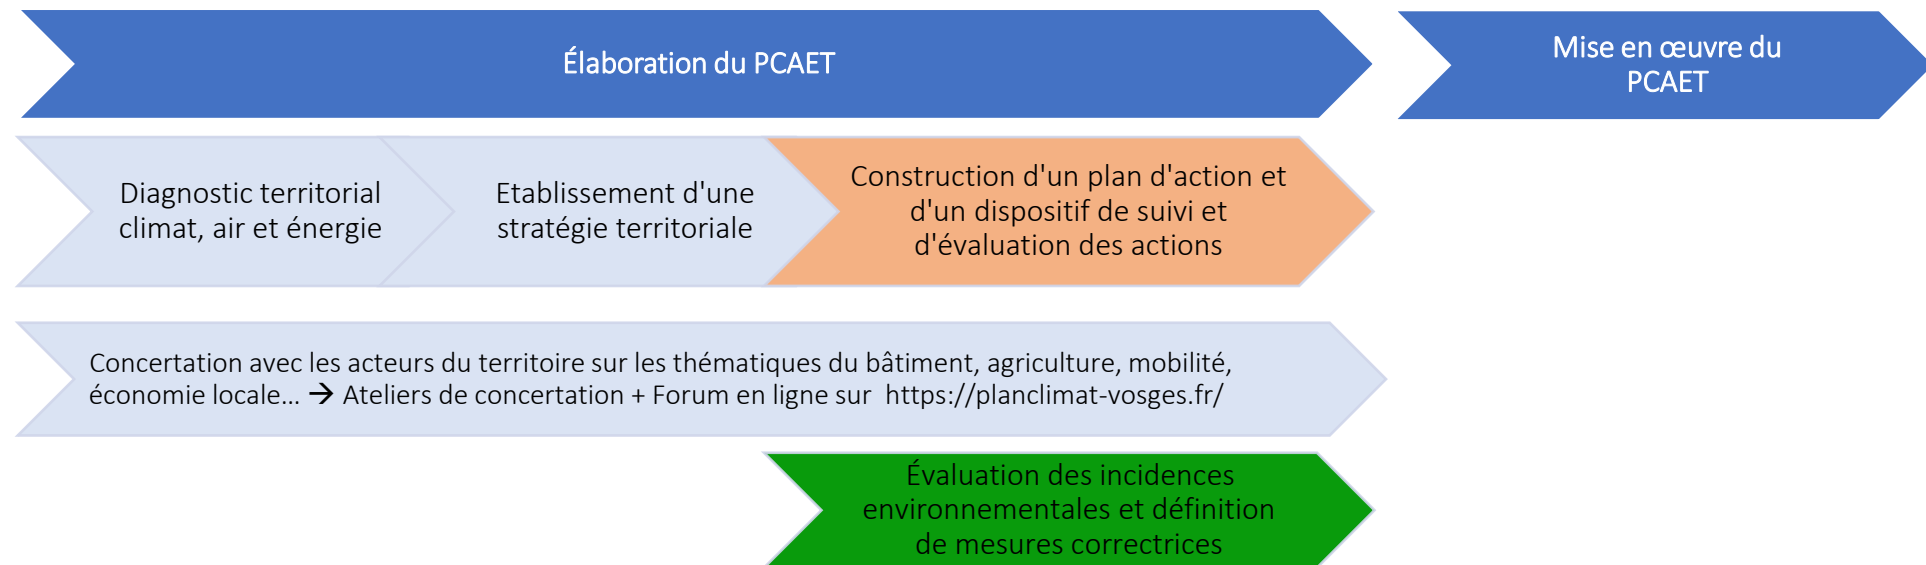 Élaboration du PCAET
Mise en œuvre du
PCAET
Diagnostic territorial
climat, air et énergie
Etablissement d'une
stratégie territoriale
Construction d'un plan d'action et
d'un dispositif de suivi et
d'évaluation des actions
Concertation avec les acteurs du territoire sur les thématiques du bâtiment, agriculture, mobilité,
économie locale... → Ateliers de concertation + Forum en ligne sur https://planclimat-vosges.fr/
Évaluation des incidences
environnementales et définition
de mesures correctrices